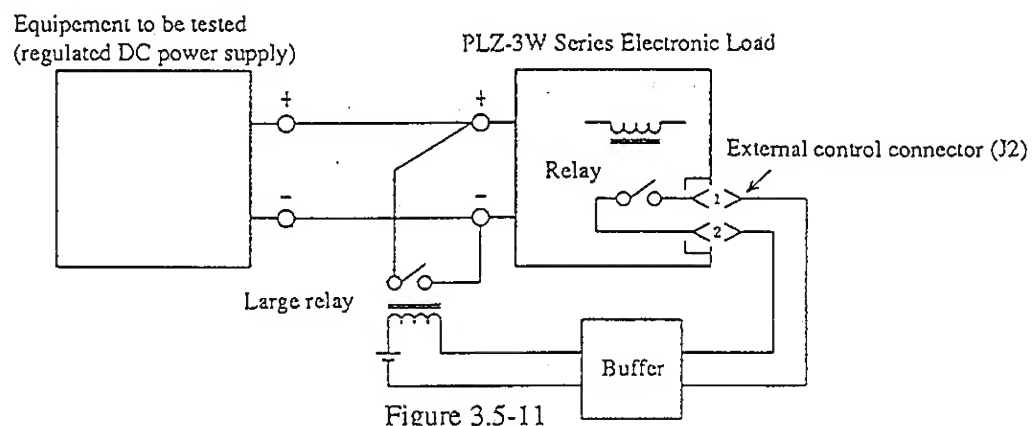 Equipement to be tested
(regulated DC power supply)
PLZ-3W Series Electronic Load
+
+
External control connector (J2)
Relay
1
-
-
2
Large relay
Buffer
Figure 3.5-11